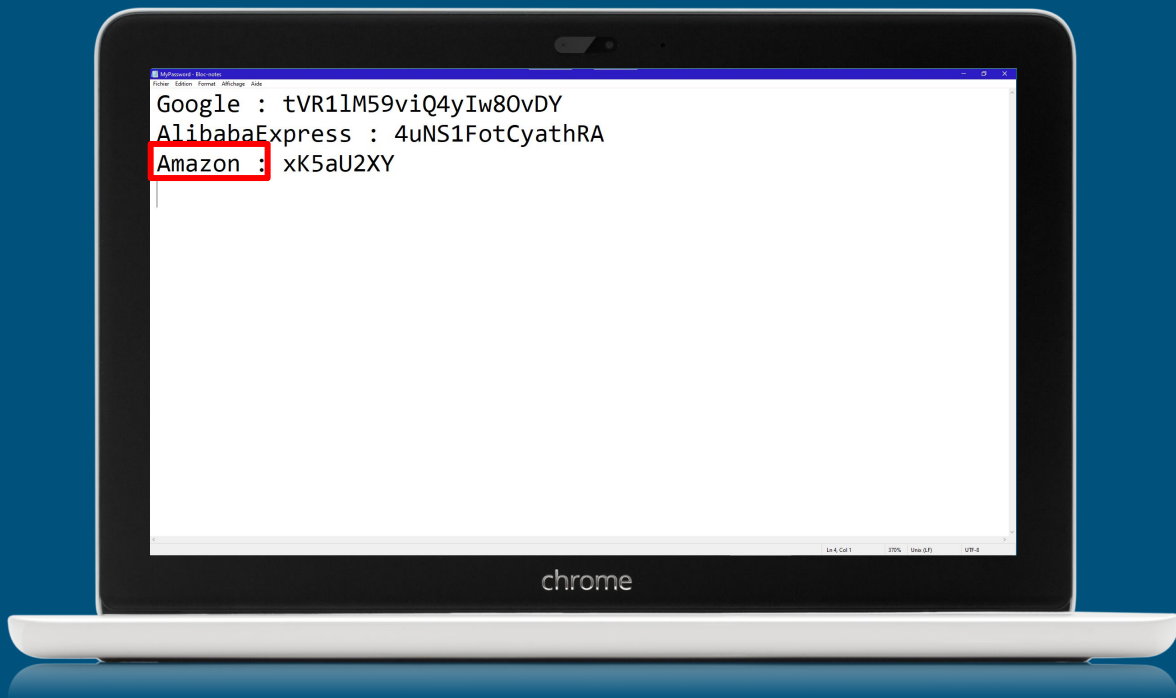 MyPassword - Bloc-notes
Fichier Edition Format Affichage Aide
Google : tVR1lM59viQ4yIw8OvDY
AlibabaExpress : 4uNS1FotCyathRA
Amazon : xK5aU2XY
Ln 4, Col 1 370% Unix (LF) UTF-8
chrome